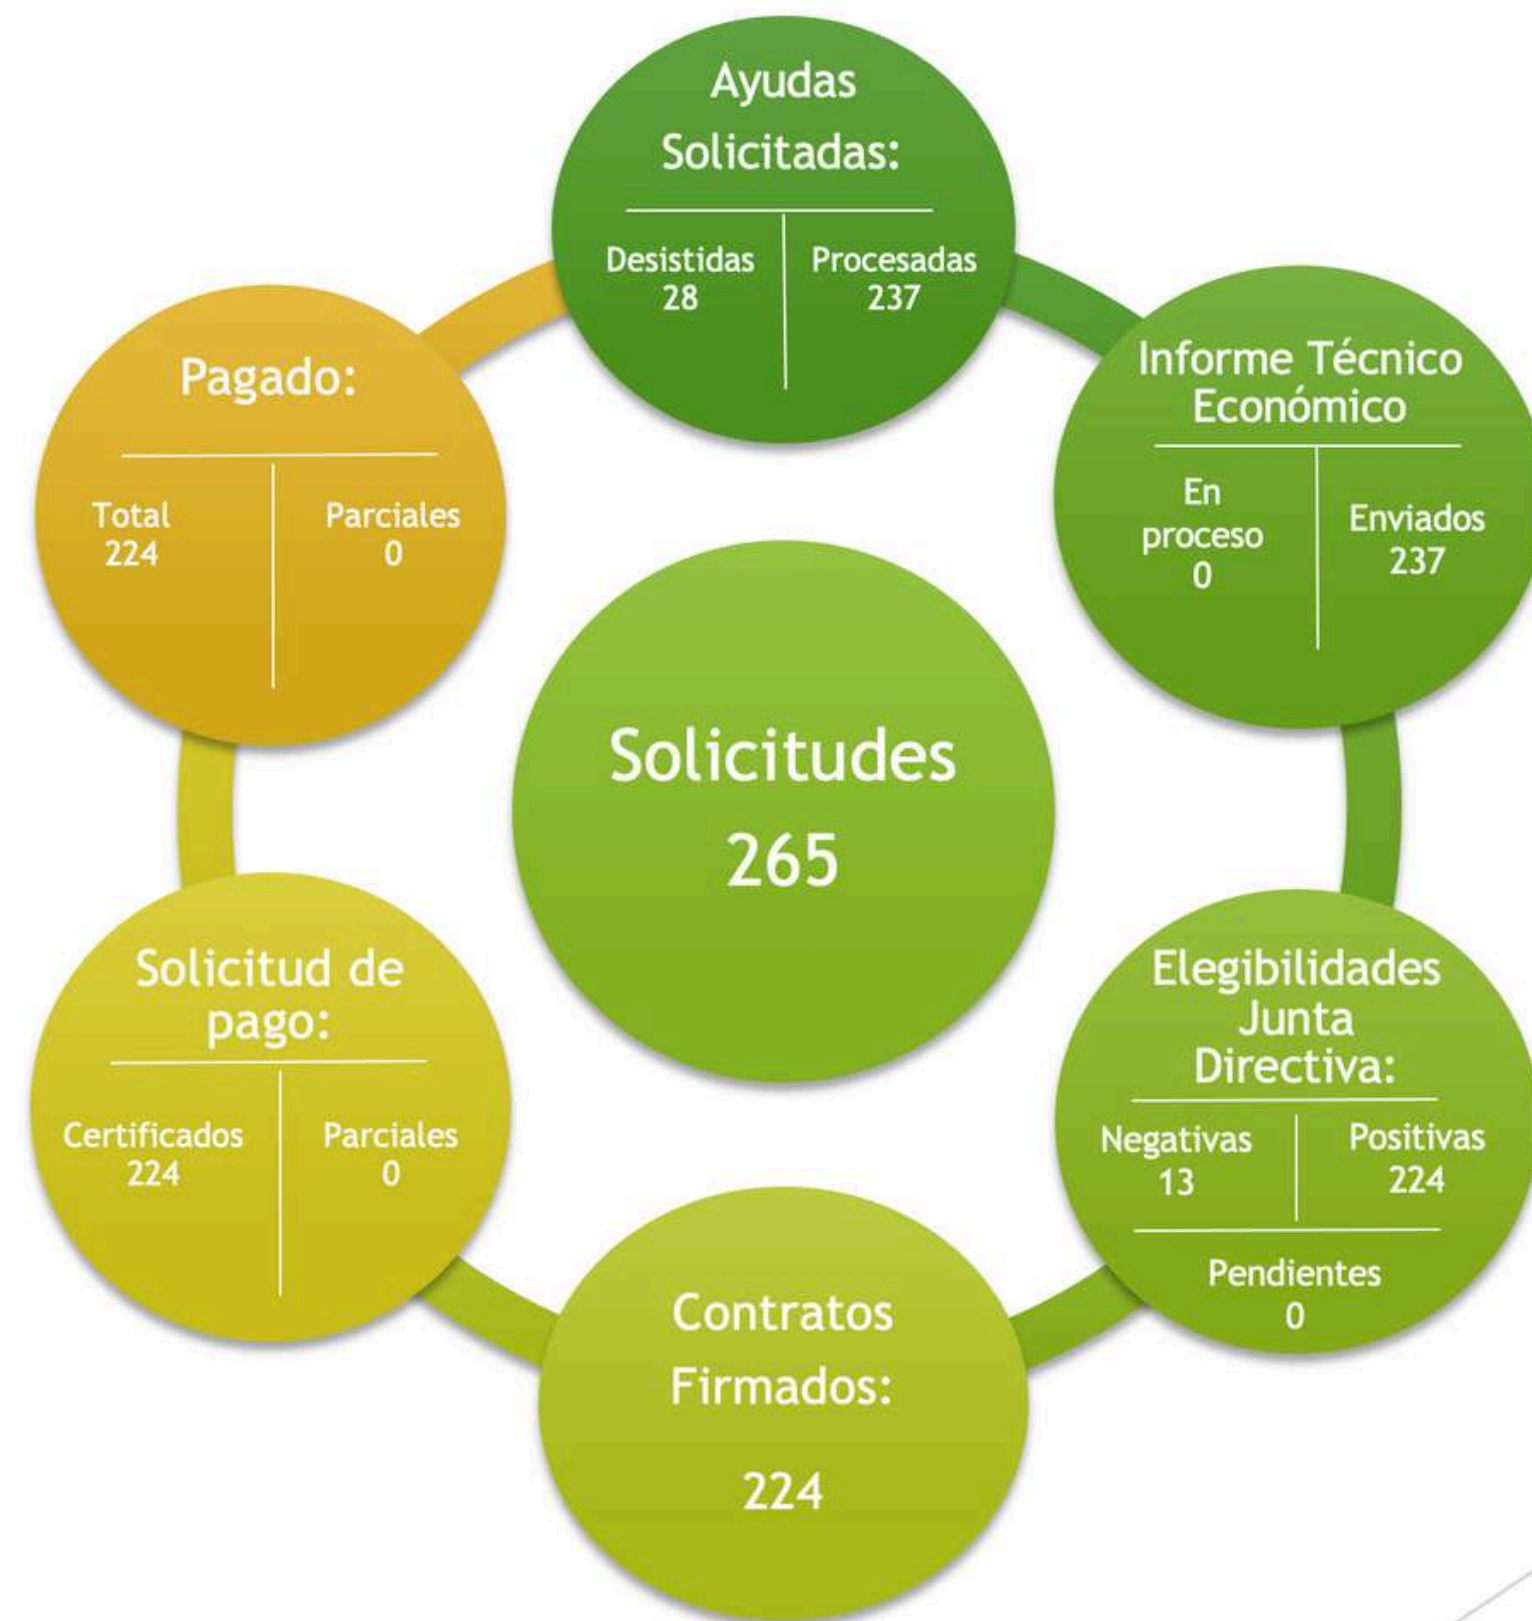 Ayudas
Solicitadas:
Desistidas
28
Procesadas
237
Informe Técnico
Económico
En
proceso
0
Enviados
237
Elegibilidades
Junta
Directiva:
Negativas
13
Positivas
224
Pendientes
0
Contratos
Firmados:
224
Solicitud de
pago:
Certificados
224
Parciales
0
Pagado:
Total
224
Parciales
0
Solicitudes
265